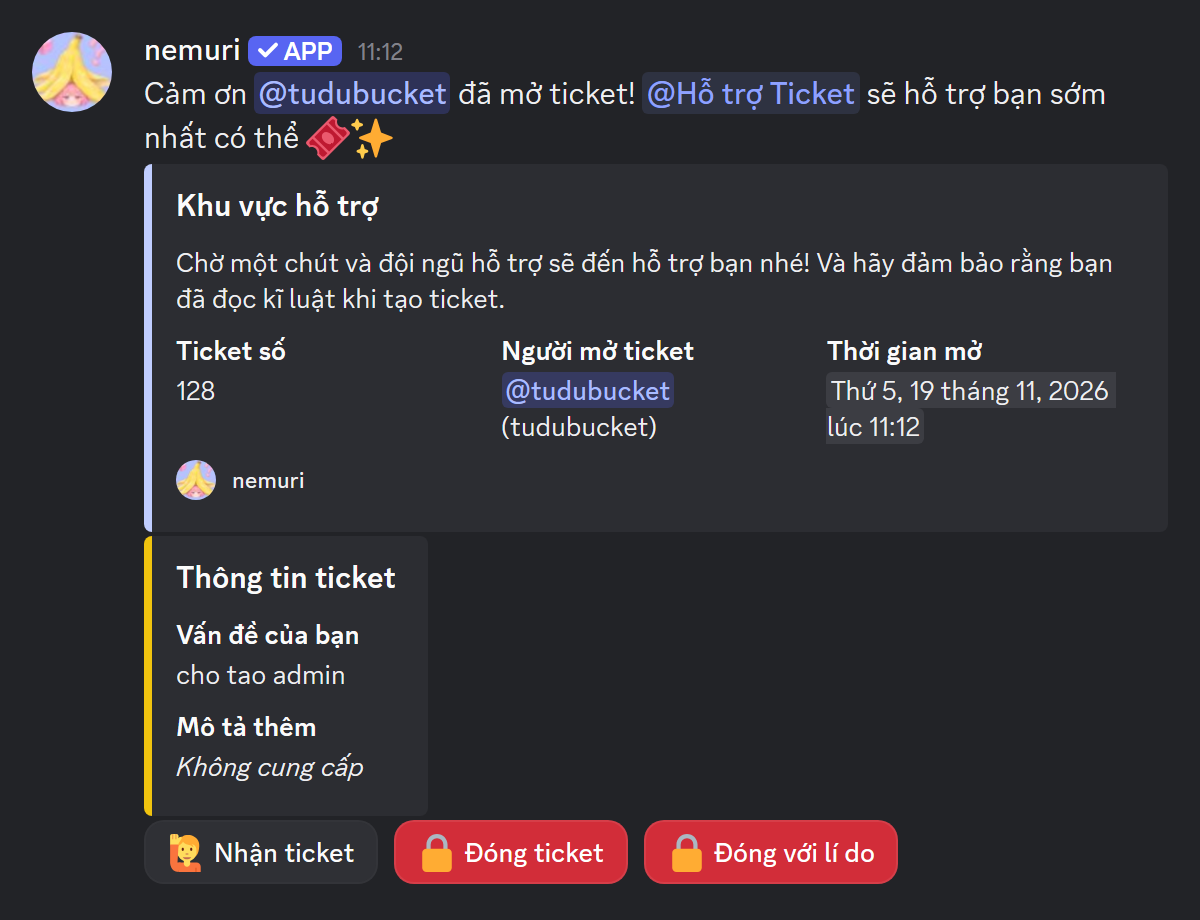 nemuri APP 11:12
Cảm ơn @tudubucket đã mở ticket! @Hỗ trợ Ticket sẽ hỗ trợ bạn sớm
nhất có thể 🎟️✨
Khu vực hỗ trợ
Chờ một chút và đội ngũ hỗ trợ sẽ đến hỗ trợ bạn nhé! Và hãy đảm bảo rằng bạn
đã đọc kĩ luật khi tạo ticket.
Ticket số
128
Người mở ticket
@tudubucket
(tudubucket)
Thời gian mở
Thứ 5, 19 tháng 11, 2026
lúc 11:12
nemuri
Thông tin ticket
Vấn đề của bạn
cho tao admin
Mô tả thêm
Không cung cấp
Nhận ticket
Đóng ticket
Đóng với lí do